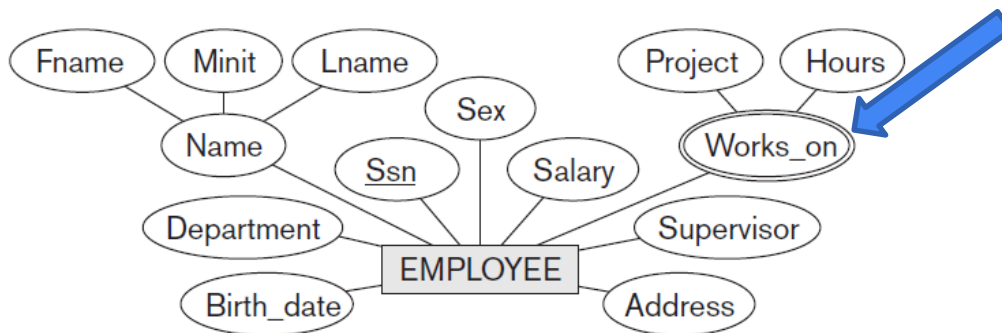 Fname Minit Lname Project Hours
Sex
Name Ssn Salary Works_on
Department Supervisor
EMPLOYEE
Birth_date Address